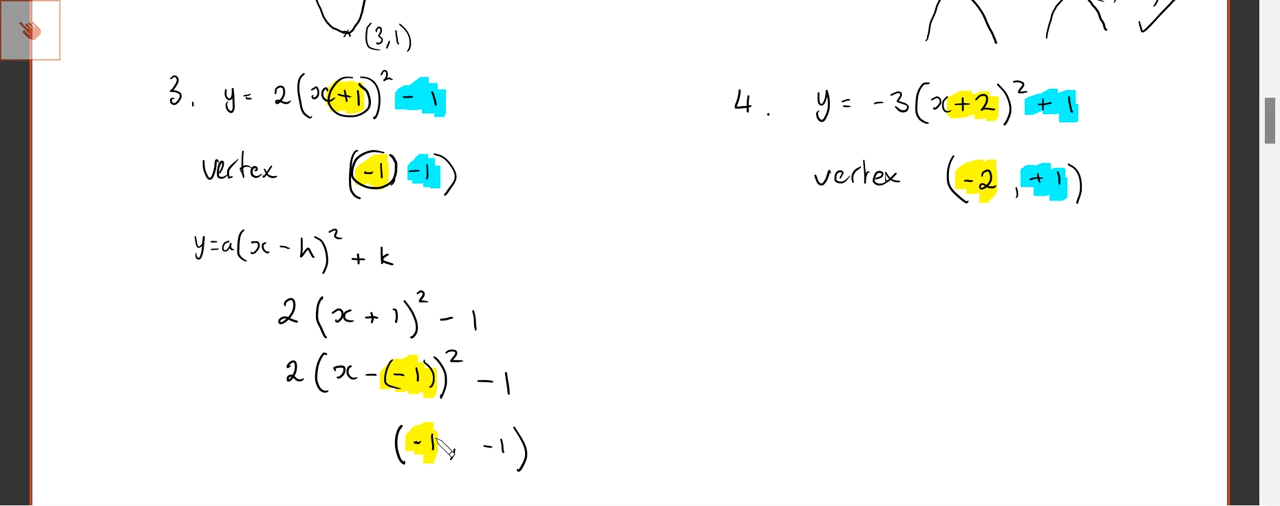 (3,1)
3. y = 2(x+1)² - 1
vertex (-1) -1)
y=a(x-h)² + k
2(x+1)² - 1
2(x-(-1))² - 1
(-1, -1)
4. y = -3(x+2)² + 1
vertex (-2, +1)